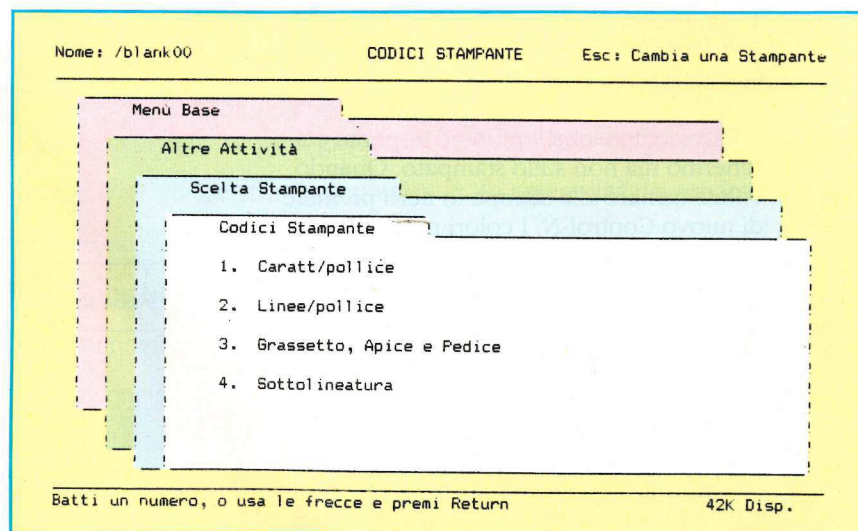 Nome: /blank00 CODICI STAMPANTE Esc: Cambia una Stampante
Menù Base
Altre Attività
Scelta Stampante
Codici Stampante
1. Caratt/pollice
2. Linee/pollice
3. Grassetto, Apice e Pedice
4. Sottolineatura
Batti un numero, o usa le frecce e premi Return 42K Disp.